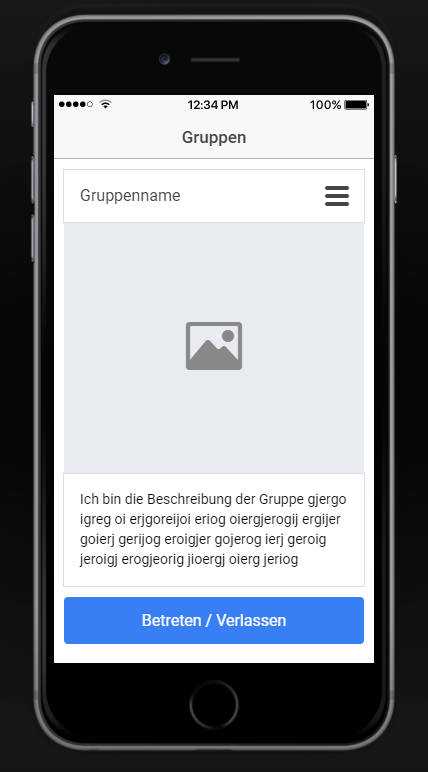 12:34 PM 100%
Gruppen
Gruppenname
Ich bin die Beschreibung der Gruppe gjergo
igreg oi erjgoreijoi eriog oiergjerogij ergijer
goierj gerijog eroigjer gojerog ierj geroig
jeroigj erogjeorig jioergj oierg jeriog
Betreten / Verlassen